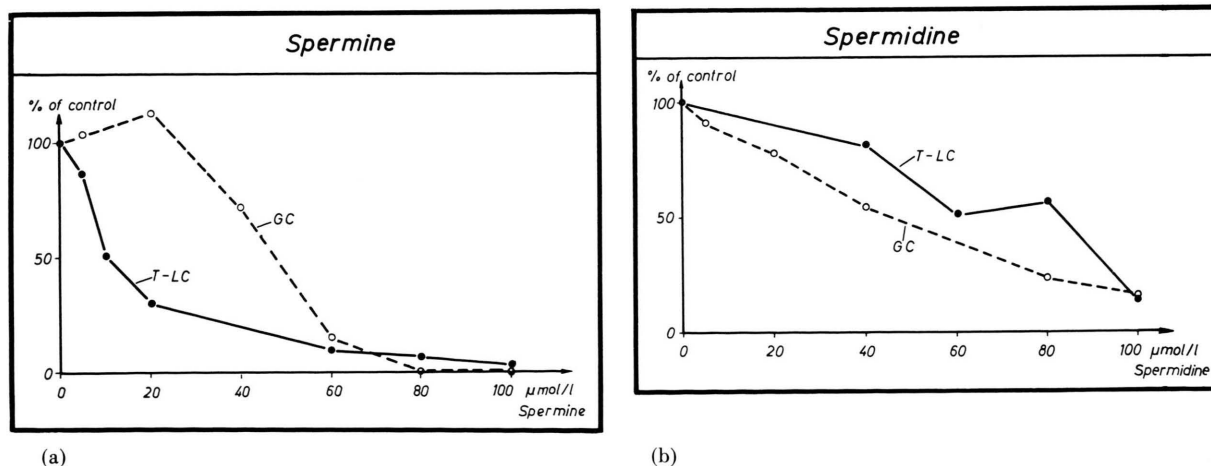 Spermine
% of control
100
50
0
GC
T-LC
0 20 40 60 80 100 μmol/l
Spermine
(a)
Spermidine
% of control
100
50
0
T-LC
GC
0 20 40 60 80 100 μmol/l
Spermidine
(b)